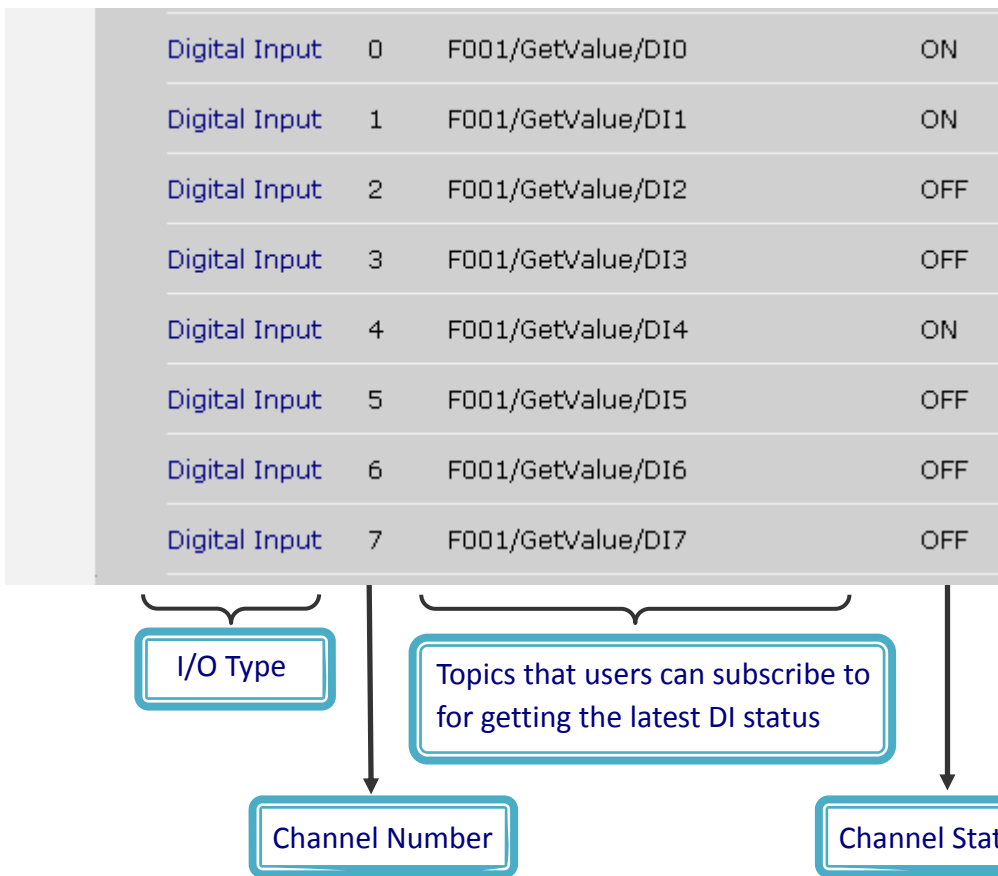 Digital Input 0 F001/GetValue/DI0 ON
Digital Input 1 F001/GetValue/DI1 ON
Digital Input 2 F001/GetValue/DI2 OFF
Digital Input 3 F001/GetValue/DI3 OFF
Digital Input 4 F001/GetValue/DI4 ON
Digital Input 5 F001/GetValue/DI5 OFF
Digital Input 6 F001/GetValue/DI6 OFF
Digital Input 7 F001/GetValue/DI7 OFF
I/O Type
Topics that users can subscribe to
for getting the latest DI status
Channel Number
Channel